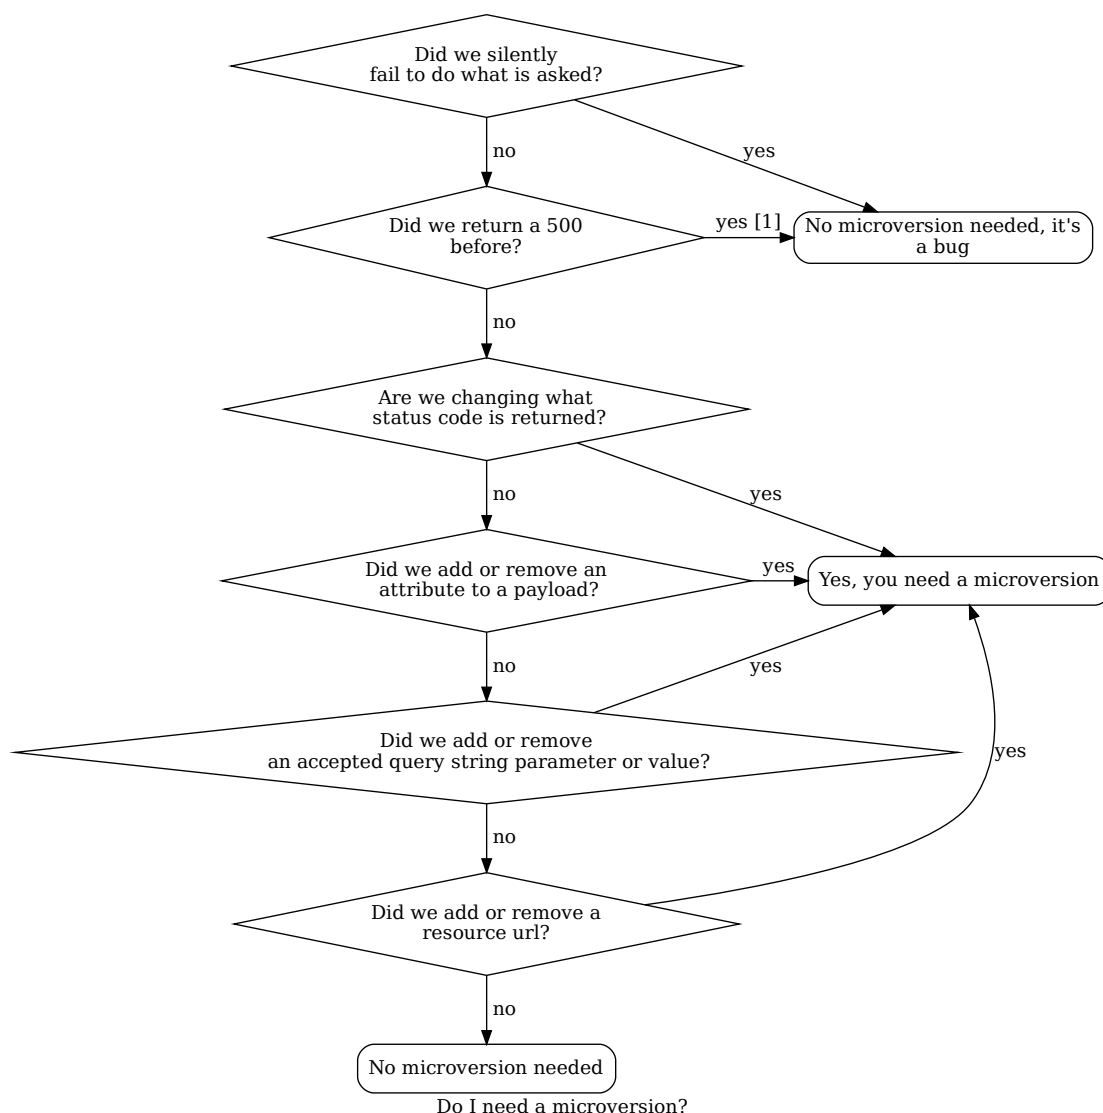 Did we silently
fail to do what is asked?
yes
no
Did we return a 500
before?
yes [1]
No microversion needed, it's
a bug
no
Are we changing what
status code is returned?
yes
no
Did we add or remove an
attribute to a payload?
yes
Yes, you need a microversion
no
yes
Did we add or remove
an accepted query string parameter or value?
yes
no
Did we add or remove a
resource url?
no
No microversion needed
Do I need a microversion?